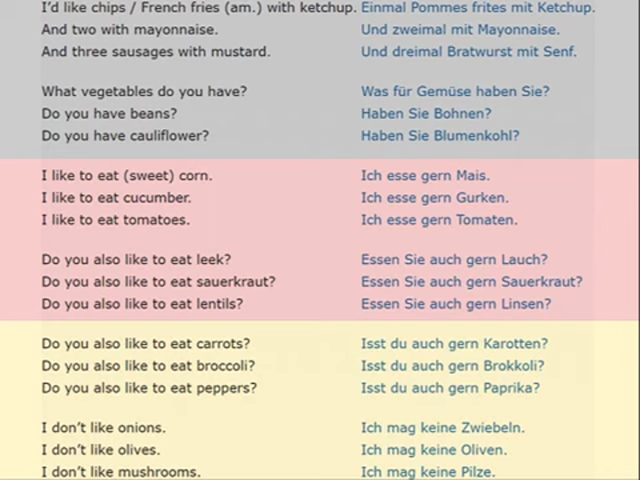 I'd like chips / French fries (am.) with ketchup. Einmal Pommes frites mit Ketchup.
And two with mayonnaise. Und zweimal mit Mayonnaise.
And three sausages with mustard. Und dreimal Bratwurst mit Senf.
What vegetables do you have? Was für Gemüse haben Sie?
Do you have beans? Haben Sie Bohnen?
Do you have cauliflower? Haben Sie Blumenkohl?
I like to eat (sweet) corn. Ich esse gern Mais.
I like to eat cucumber. Ich esse gern Gurken.
I like to eat tomatoes. Ich esse gern Tomaten.
Do you also like to eat leek? Essen Sie auch gern Lauch?
Do you also like to eat sauerkraut? Essen Sie auch gern Sauerkraut?
Do you also like to eat lentils? Essen Sie auch gern Linsen?
Do you also like to eat carrots? Isst du auch gern Karotten?
Do you also like to eat broccoli? Isst du auch gern Brokkoli?
Do you also like to eat peppers? Isst du auch gern Paprika?
I don't like onions. Ich mag keine Zwiebeln.
I don't like olives. Ich mag keine Oliven.
I don't like mushrooms. Ich mag keine Pilze.